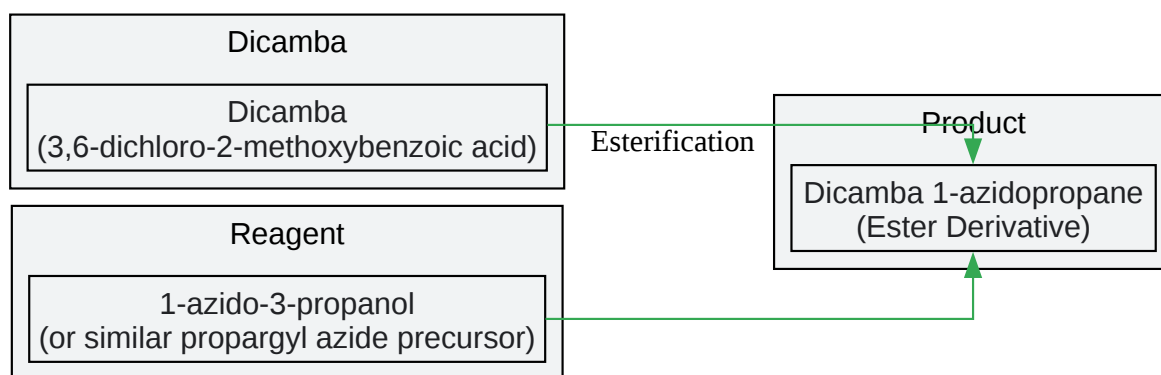 Dicamba
Dicamba
(3,6-dichloro-2-methoxybenzoic acid)
Esterification
Product
Dicamba 1-azidopropane
(Ester Derivative)
Reagent
1-azido-3-propanol
(or similar propargyl azide precursor)